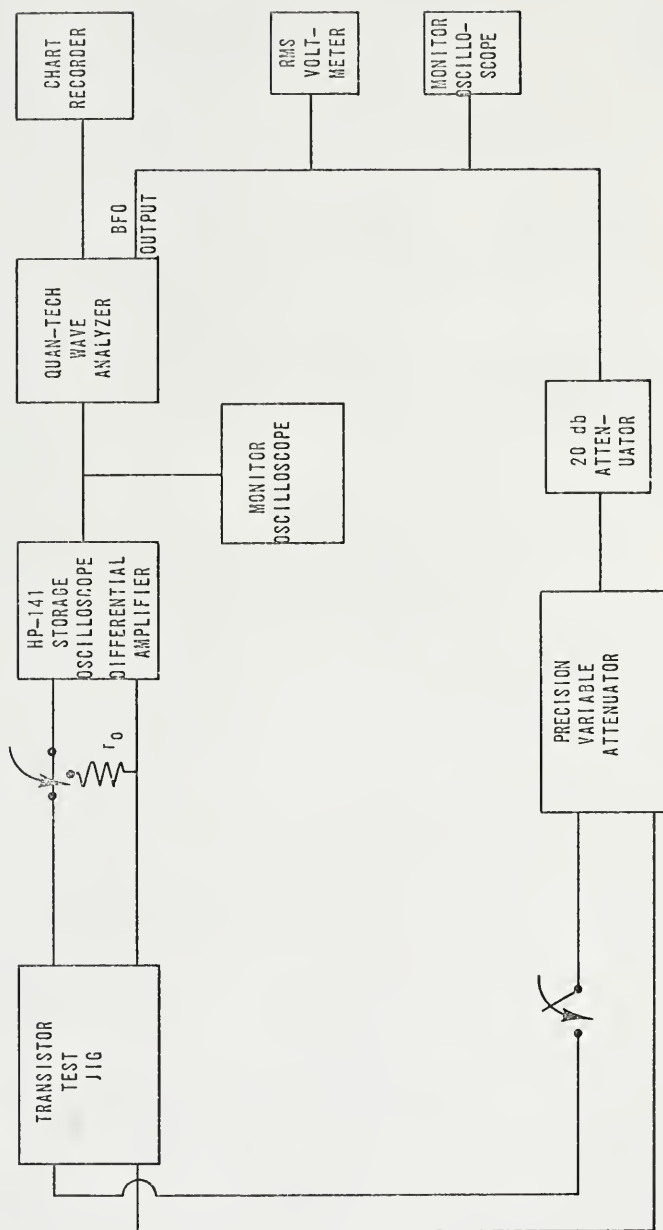 TRANSISTOR
TEST
JIG
r0
HP-141
STORAGE
OSCILLOSCOPE
DIFFERENTIAL
AMPLIFIER
QUAN-TECH
WAVE
ANALYZER
CHART
RECORDER
BFO
OUTPUT
MONITOR
OSCILLOSCOPE
RMS
VOLT-
METER
MONITOR
OSCILLO-
SCOPE
PRECISION
VARIABLE
ATTENUATOR
20 db
ATTEN-
UATOR